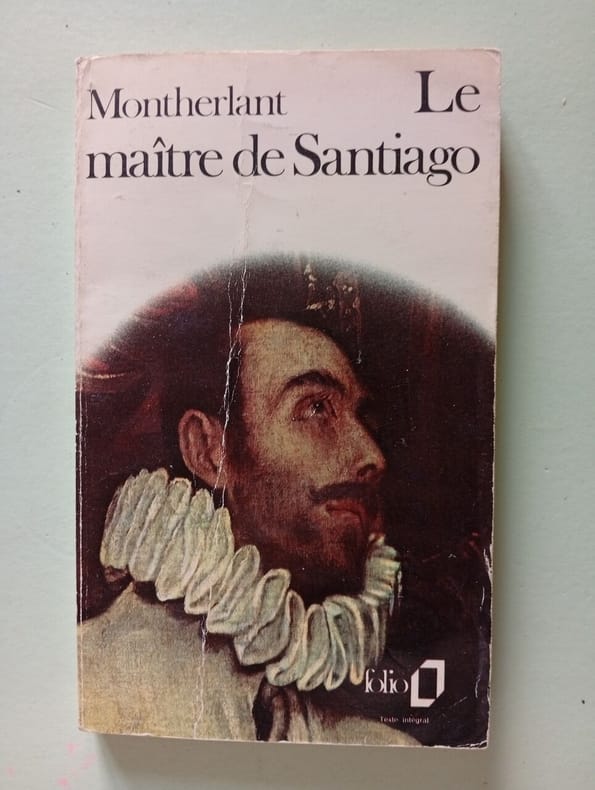 Montherlant Le
maître de Santiago
folio
Texte intégral